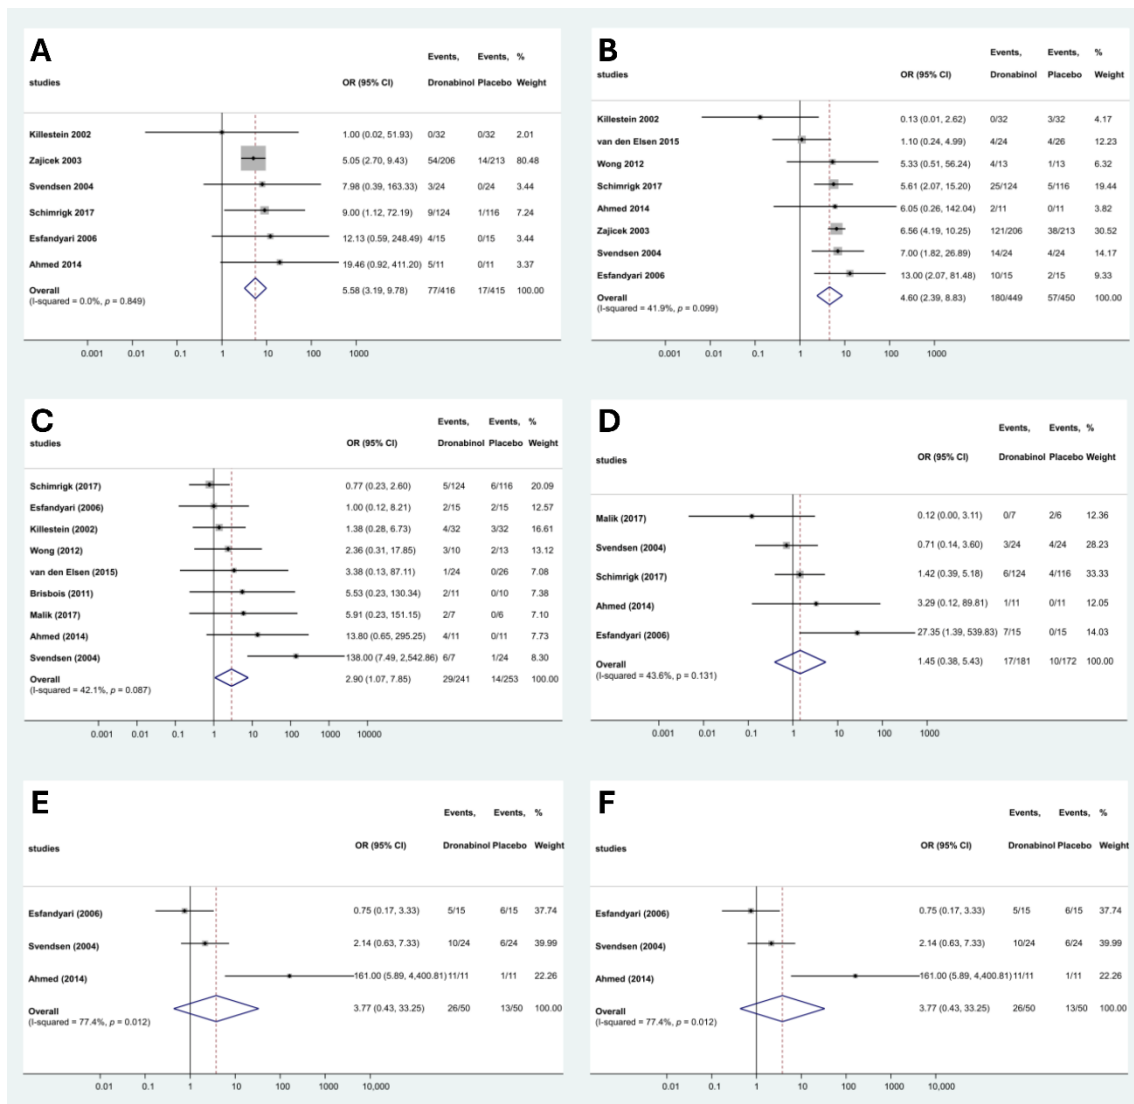 A
Events, Events, %
studies OR (95% CI) Dronabinol Placebo Weight
Killestein 2002 1.00 (0.02, 51.93) 0/32 0/32 2.01
Zajicek 2003 5.05 (2.70, 9.43) 54/206 14/213 80.48
Svendsen 2004 7.98 (0.39, 163.33) 3/24 0/24 3.44
Schimrigk 2017 9.00 (1.12, 72.19) 9/124 1/116 7.24
Esfandyari 2006 12.13 (0.59, 248.49) 4/15 0/15 3.44
Ahmed 2014 19.46 (0.92, 411.20) 5/11 0/11 3.37
Overall 5.58 (3.19, 9.78) 77/416 17/415 100.00
(I-squared = 0.0%, p = 0.849)
0.001 0.01 0.1 1 10 100 1000
B
Events, Events, %
studies OR (95% CI) Dronabinol Placebo Weight
Killestein 2002 0.13 (0.01, 2.62) 0/32 3/32 4.17
van den Elsen 2015 1.10 (0.24, 4.99) 4/24 4/26 12.23
Wong 2012 5.33 (0.51, 56.24) 4/13 1/13 6.32
Schimrigk 2017 5.61 (2.07, 15.20) 25/124 5/116 19.44
Ahmed 2014 6.05 (0.26, 142.04) 2/11 0/11 3.82
Zajicek 2003 6.56 (4.19, 10.25) 121/206 38/213 30.52
Svendsen 2004 7.00 (1.82, 26.89) 14/24 4/24 14.17
Esfandyari 2006 13.00 (2.07, 81.48) 10/15 2/15 9.33
Overall 4.60 (2.39, 8.83) 180/449 57/450 100.00
(I-squared = 41.9%, p = 0.099)
0.001 0.01 0.1 1 10 100 1000
C
Events, Events, %
studies OR (95% CI) Dronabinol Placebo Weight
Schimrigk (2017) 0.77 (0.23, 2.60) 5/124 6/116 20.09
Esfandyari (2006) 1.00 (0.12, 8.21) 2/15 2/15 12.57
Killestein (2002) 1.38 (0.28, 6.73) 4/32 3/32 16.61
Wong (2012) 2.36 (0.31, 17.85) 3/10 2/13 13.12
van den Elsen (2015) 3.38 (0.13, 87.11) 1/24 0/26 7.08
Brisbois (2011) 5.53 (0.23, 130.34) 2/11 0/10 7.38
Malik (2017) 5.91 (0.23, 151.15) 2/7 0/6 7.10
Ahmed (2014) 13.80 (0.65, 295.25) 4/11 0/11 7.73
Svendsen (2004) 138.00 (7.49, 2,542.86) 6/7 1/24 8.30
Overall 2.90 (1.07, 7.85) 29/241 14/253 100.00
(I-squared = 42.1%, p = 0.087)
0.001 0.01 0.1 1 10 100 1000 10000
D
Events, Events, %
studies OR (95% CI) Dronabinol Placebo Weight
Malik (2017) 0.12 (0.00, 3.11) 0/7 2/6 12.36
Svendsen (2004) 0.71 (0.14, 3.60) 3/24 4/24 28.23
Schimrigk (2017) 1.42 (0.39, 5.18) 6/124 4/116 33.33
Ahmed (2014) 3.29 (0.12, 89.81) 1/11 0/11 12.05
Esfandyari (2006) 27.35 (1.39, 539.83) 7/15 0/15 14.03
Overall 1.45 (0.38, 5.43) 17/181 10/172 100.00
(I-squared = 43.6%, p = 0.131)
0.001 0.01 0.1 1 10 100 1000
E
Events, Events, %
studies OR (95% CI) Dronabinol Placebo Weight
Esfandyari (2006) 0.75 (0.17, 3.33) 5/15 6/15 37.74
Svendsen (2004) 2.14 (0.63, 7.33) 10/24 6/24 39.99
Ahmed (2014) 161.00 (5.89, 4,400.81) 11/11 1/11 22.26
Overall 3.77 (0.43, 33.25) 26/50 13/50 100.00
(I-squared = 77.4%, p = 0.012)
0.01 0.1 1 10 100 1000 10,000
F
Events, Events, %
studies OR (95% CI) Dronabinol Placebo Weight
Esfandyari (2006) 0.75 (0.17, 3.33) 5/15 6/15 37.74
Svendsen (2004) 2.14 (0.63, 7.33) 10/24 6/24 39.99
Ahmed (2014) 161.00 (5.89, 4,400.81) 11/11 1/11 22.26
Overall 3.77 (0.43, 33.25) 26/50 13/50 100.00
(I-squared = 77.4%, p = 0.012)
0.01 0.1 1 10 100 1000 10,000